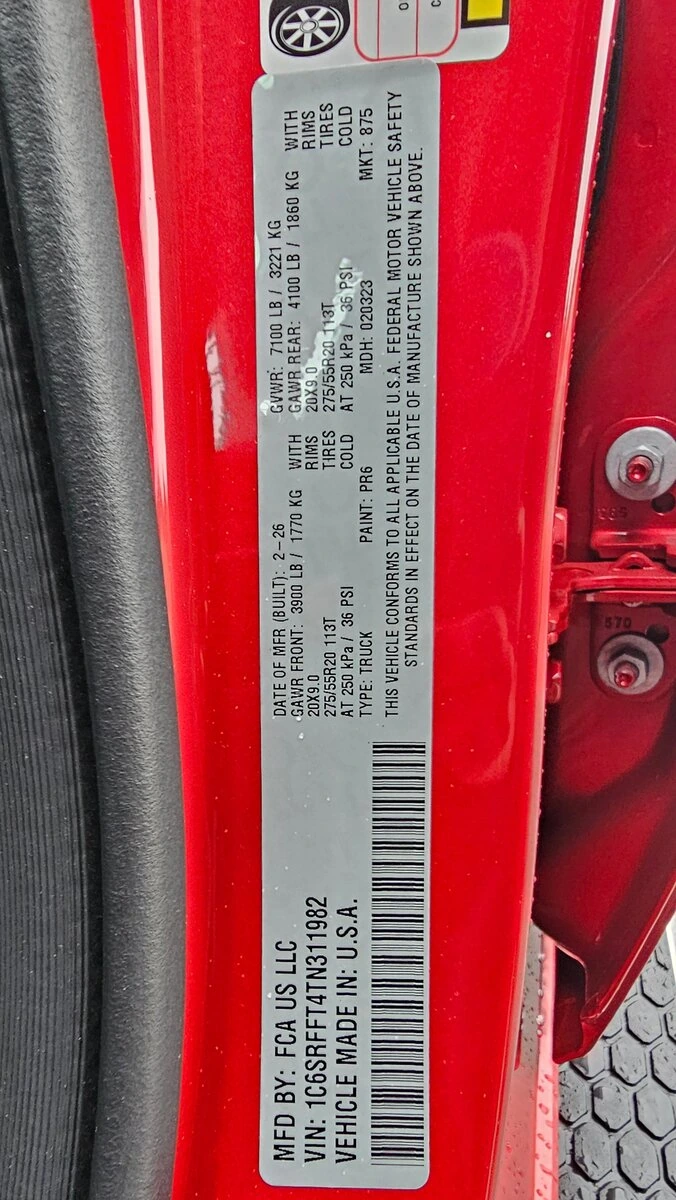 MFD BY: FCA US LLC
VIN: 1C6SRFFT4TN311982
VEHICLE MADE IN: U.S.A.
DATE OF MFR (BUILT): 2-26 GVWR: 7100 LB / 3221 KG
GAWR FRONT: 3900 LB / 1770 KG WITH GAWR REAR: 4100 LB / 1860 KG WITH
20X9.0 RIMS 20X9.0 RIMS
275/55R20 113T TIRES 275/55R20 113T TIRES
AT 250 kPa / 36 PSI COLD AT 250 kPa / 36 PSI COLD
TYPE: TRUCK PAINT: PR6 MDH: 020323 MKT: 875
THIS VEHICLE CONFORMS TO ALL APPLICABLE U.S.A. FEDERAL MOTOR VEHICLE SAFETY
STANDARDS IN EFFECT ON THE DATE OF MANUFACTURE SHOWN ABOVE.
570